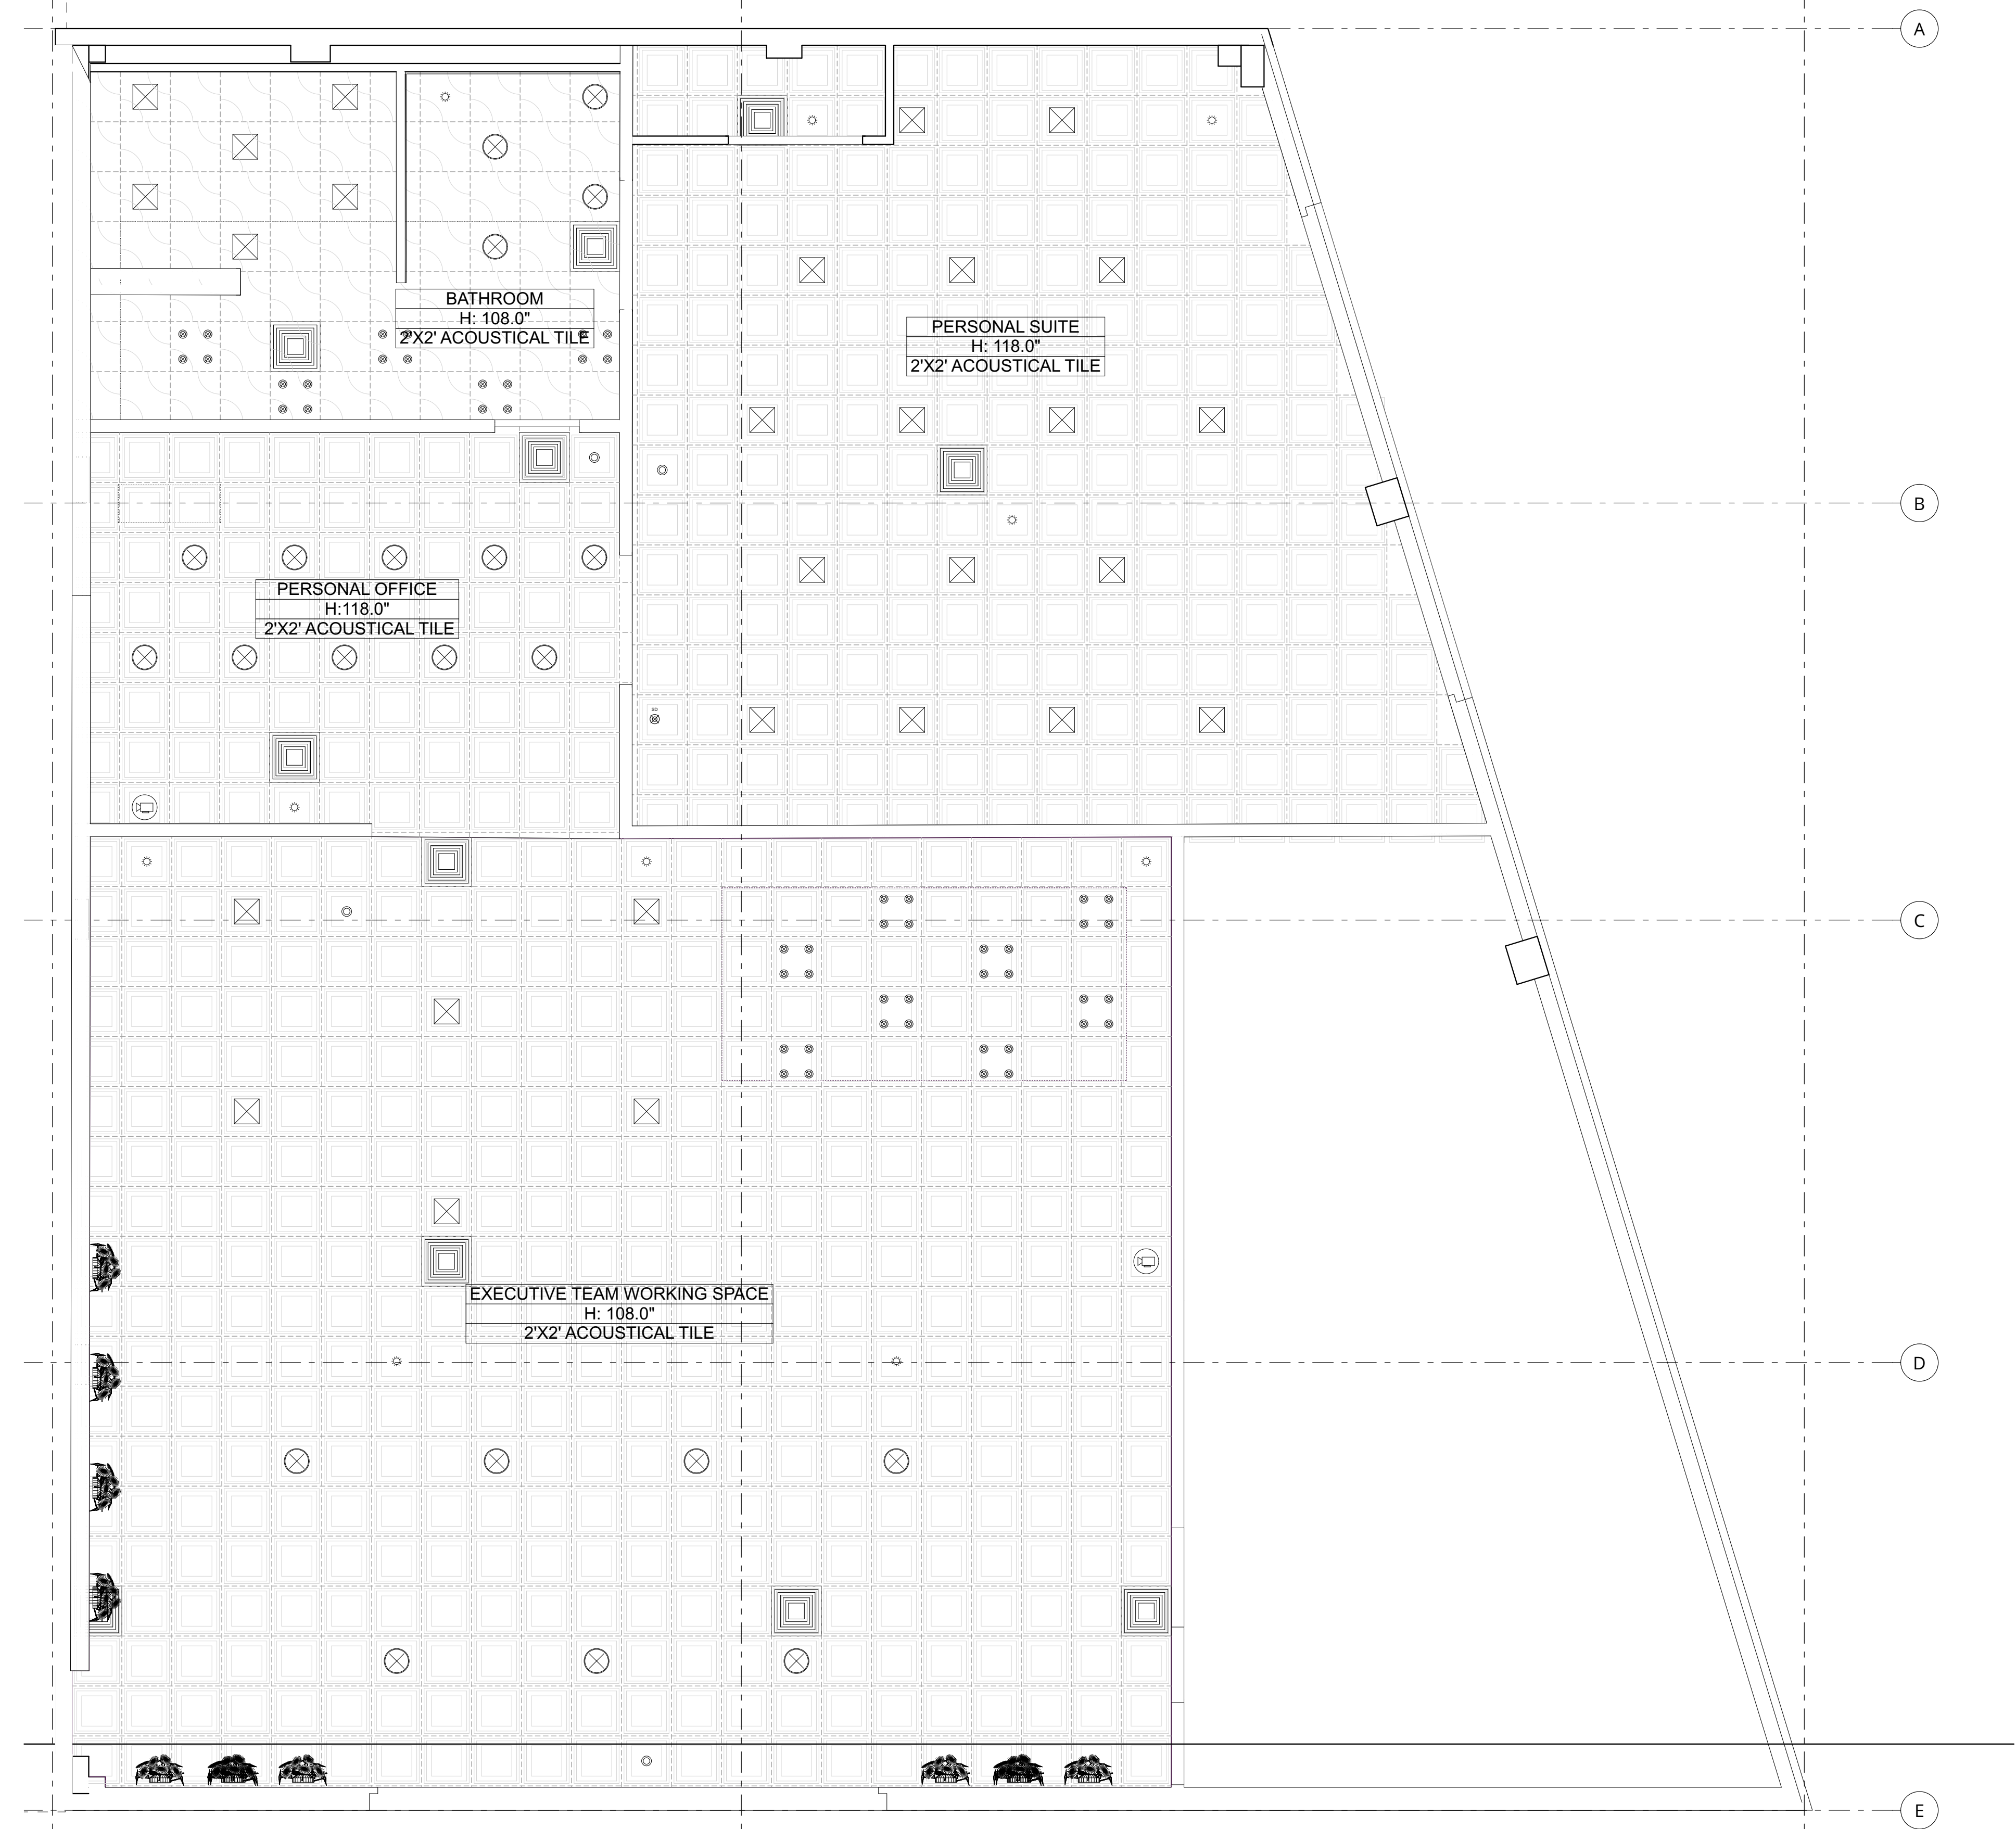 A
BATHROOM
H: 108.0"
2'X2' ACOUSTICAL TILE
PERSONAL SUITE
H: 118.0"
2'X2' ACOUSTICAL TILE
B
PERSONAL OFFICE
H:118.0"
2'X2' ACOUSTICAL TILE
C
EXECUTIVE TEAM WORKING SPACE
H: 108.0"
2'X2' ACOUSTICAL TILE
D
E